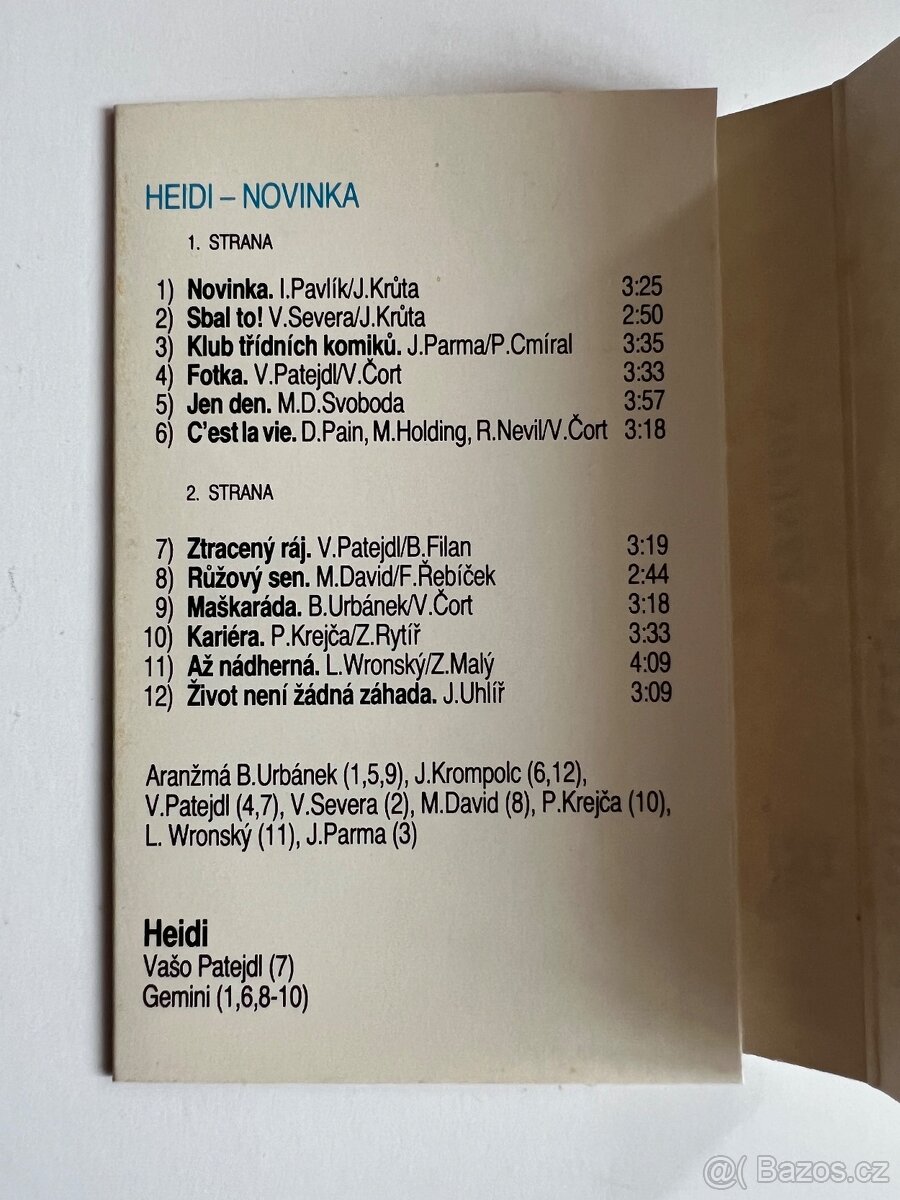 HEIDI – NOVINKA
1. STRANA
1) Novinka. I.Pavlík/J.Krůta 3:25
2) Sbal to! V.Severa/J.Krůta 2:50
3) Klub třídních komiků. J.Parma/P.Cmíral 3:35
4) Fotka. V.Patejdl/V.Čort 3:33
5) Jen den. M.D.Svoboda 3:57
6) C'est la vie. D.Pain, M.Holding, R.Nevil/V.Čort 3:18
2. STRANA
7) Ztracený ráj. V.Patejdl/B.Filan 3:19
8) Růžový sen. M.David/F.Řebíček 2:44
9) Maškaráda. B.Urbánek/V.Čort 3:18
10) Kariéra. P.Krejča/Z.Rytíř 3:33
11) Až nádherná. L.Wronský/Z.Malý 4:09
12) Život není žádná záhada. J.Uhlíř 3:09
Aranžmá B.Urbánek (1,5,9), J.Krompolc (6,12),
V.Patejdl (4,7), V.Severa (2), M.David (8), P.Krejča (10),
L. Wronský (11), J.Parma (3)
Heidi
Vašo Patejdl (7)
Gemini (1,6,8-10)
@( Bazos.cz